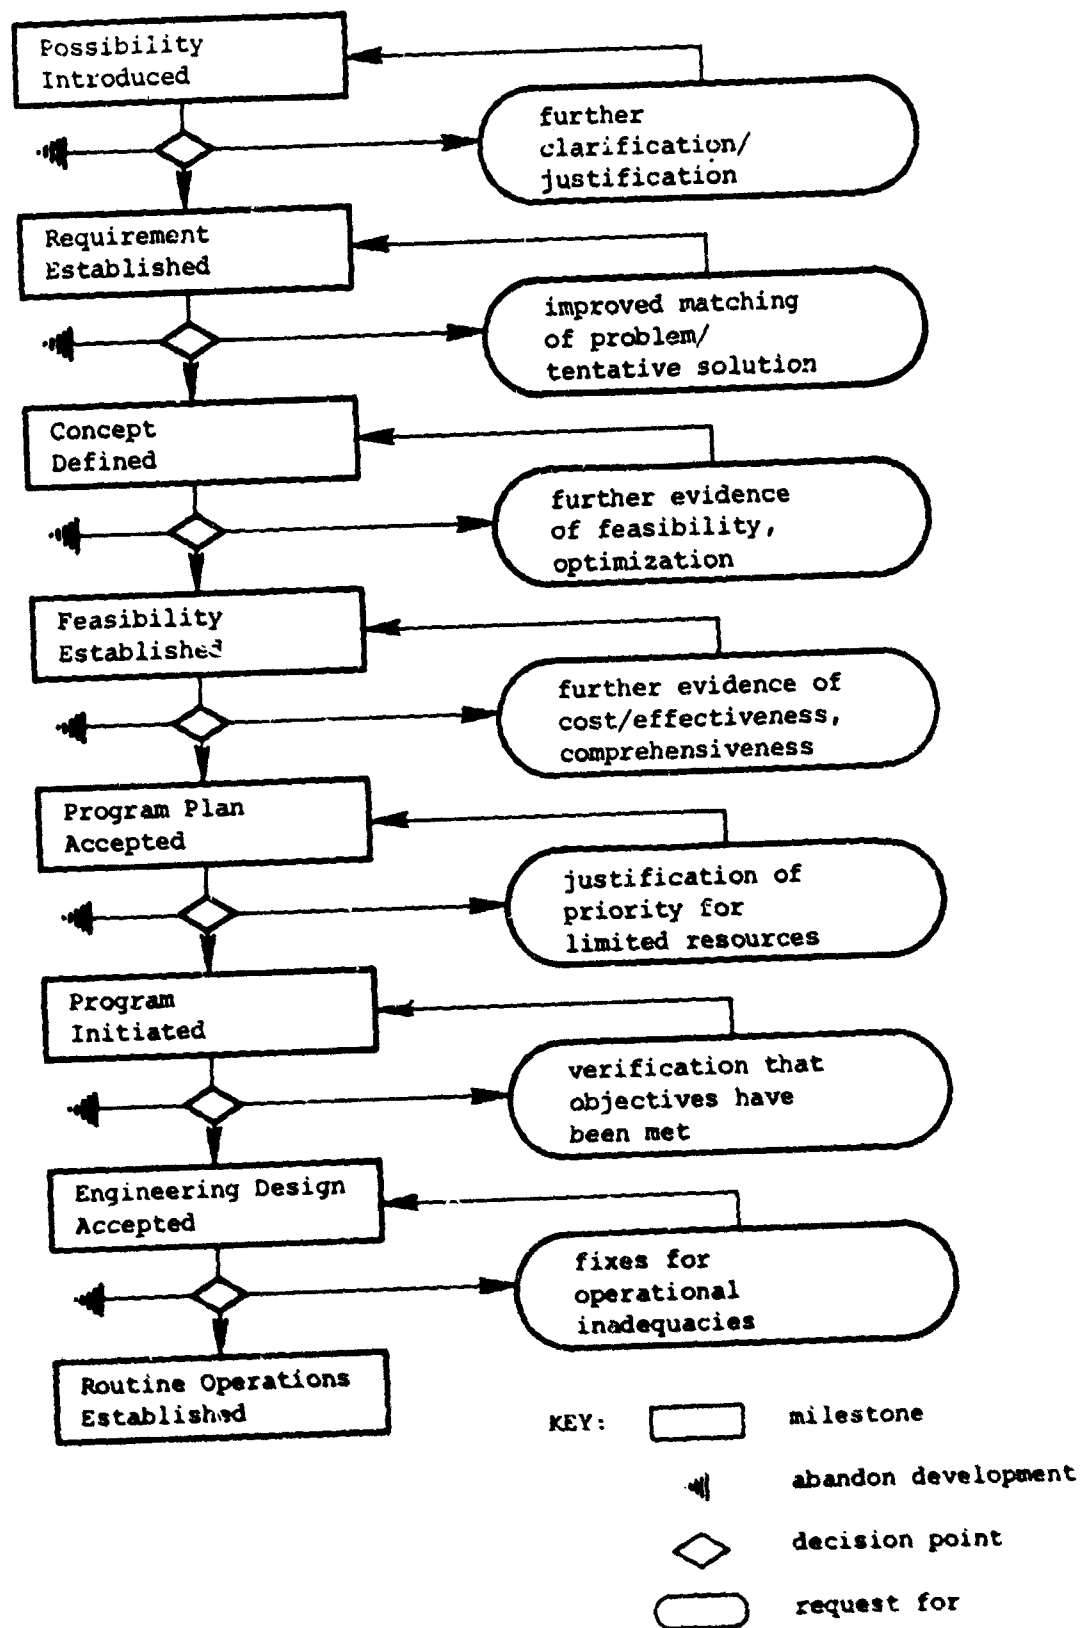 Possibility
Introduced
further
clarification/
justification
Requirement
Established
improved matching
of problem/
tentative solution
Concept
Defined
further evidence
of feasibility,
optimization
Feasibility
Established
further evidence of
cost/effectiveness,
comprehensiveness
Program Plan
Accepted
justification of
priority for
limited resources
Program
Initiated
verification that
objectives have
been met
Engineering Design
Accepted
fixes for
operational
inadequacies
Routine Operations
Established
KEY:
milestone
abandon development
decision point
request for